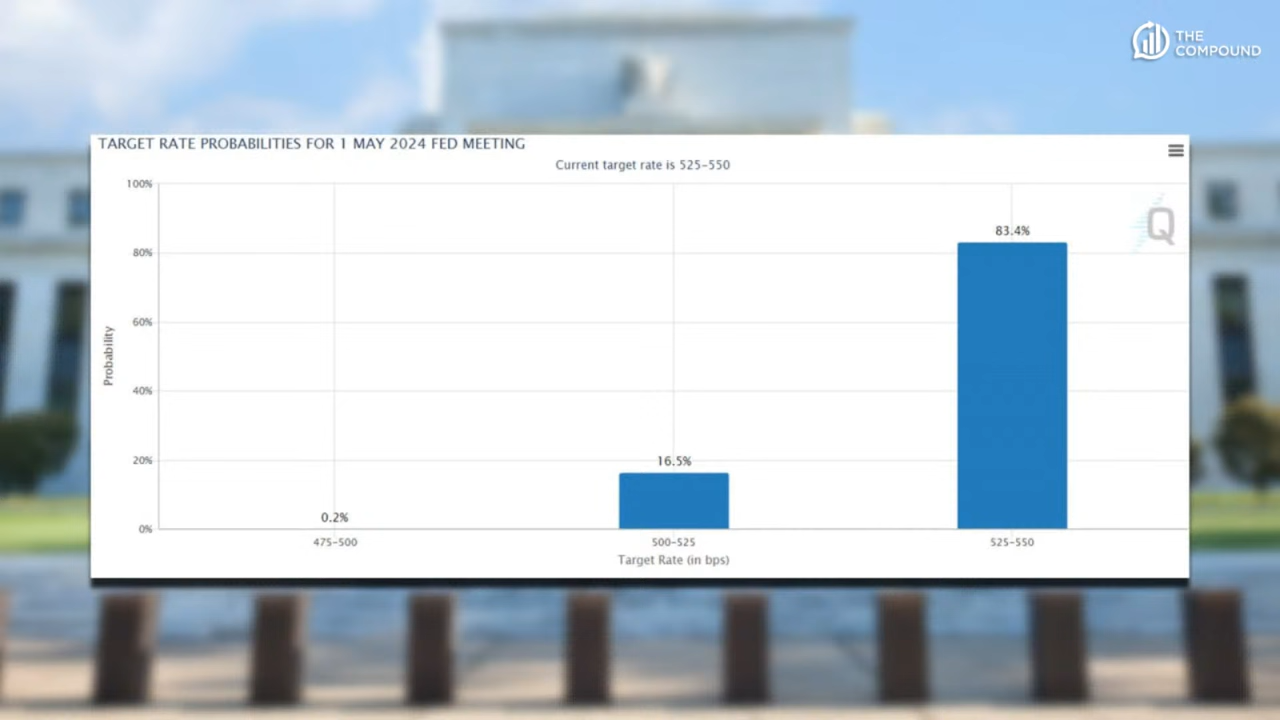 THE
COMPOUND
TARGET RATE PROBABILITIES FOR 1 MAY 2024 FED MEETING
Current target rate is 525-550
100%
80%
60%
40%
20%
0%
Probability
Q
0.2%
16.5%
83.4%
475-500
500-525
525-550
Target Rate (in bps)